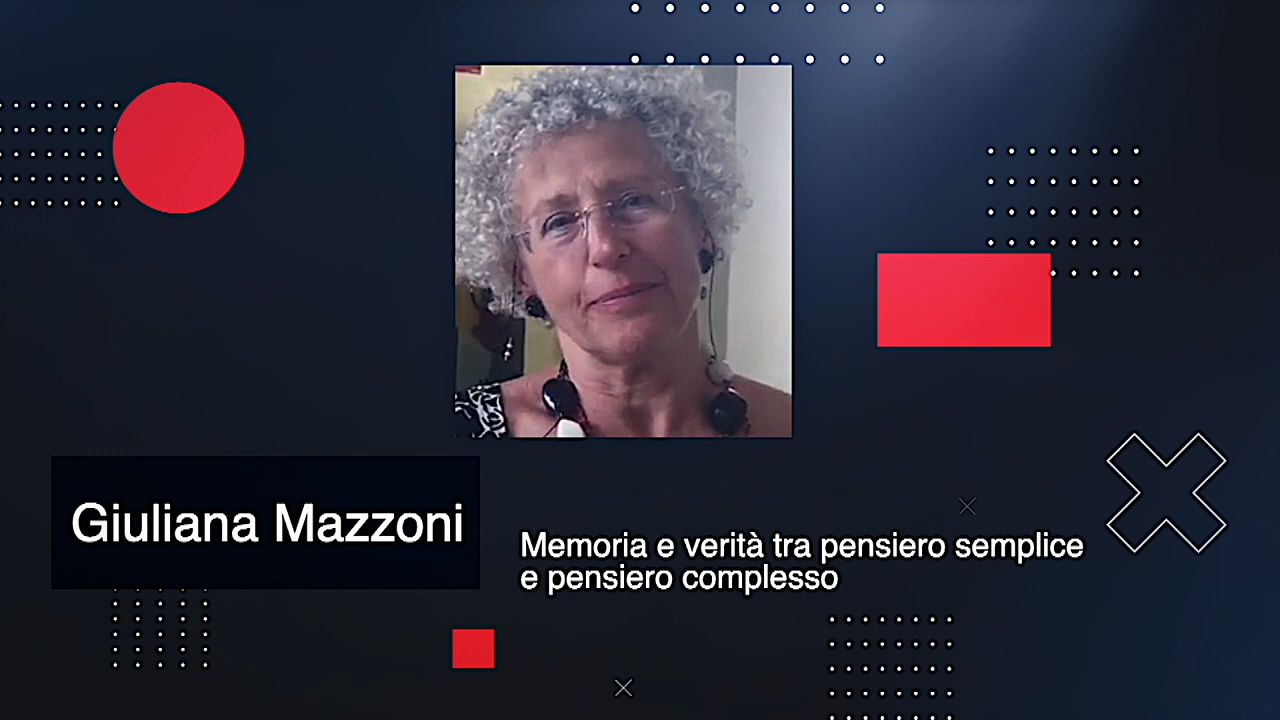 Giuliana Mazzoni
Memoria e verità tra pensiero semplice
e pensiero complesso